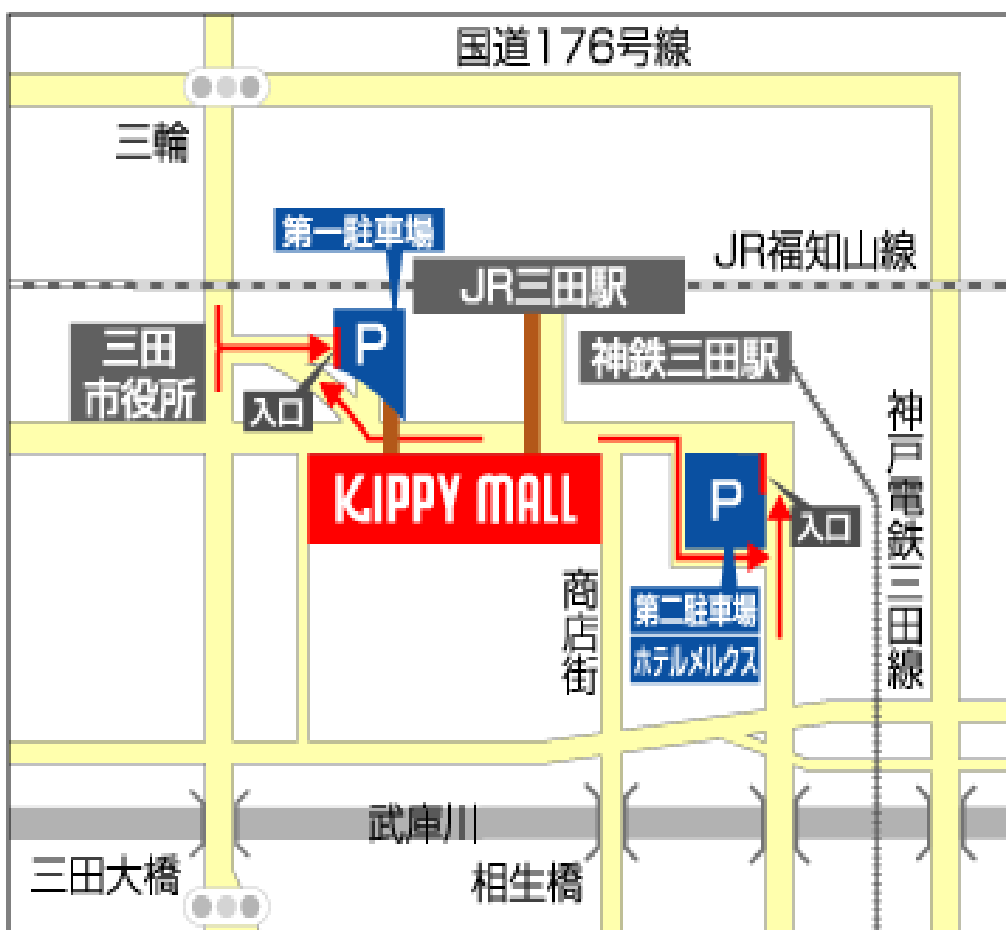 国道176号線
三輪
第一駐車場
JR福知山線
JR三田駅
P
三田
市役所
神鉄三田駅
入口
神戸電鉄三田線
KIPPY MALL
P
入口
商店街
第二駐車場
ホテルメルクス
武庫川
三田大橋
相生橋